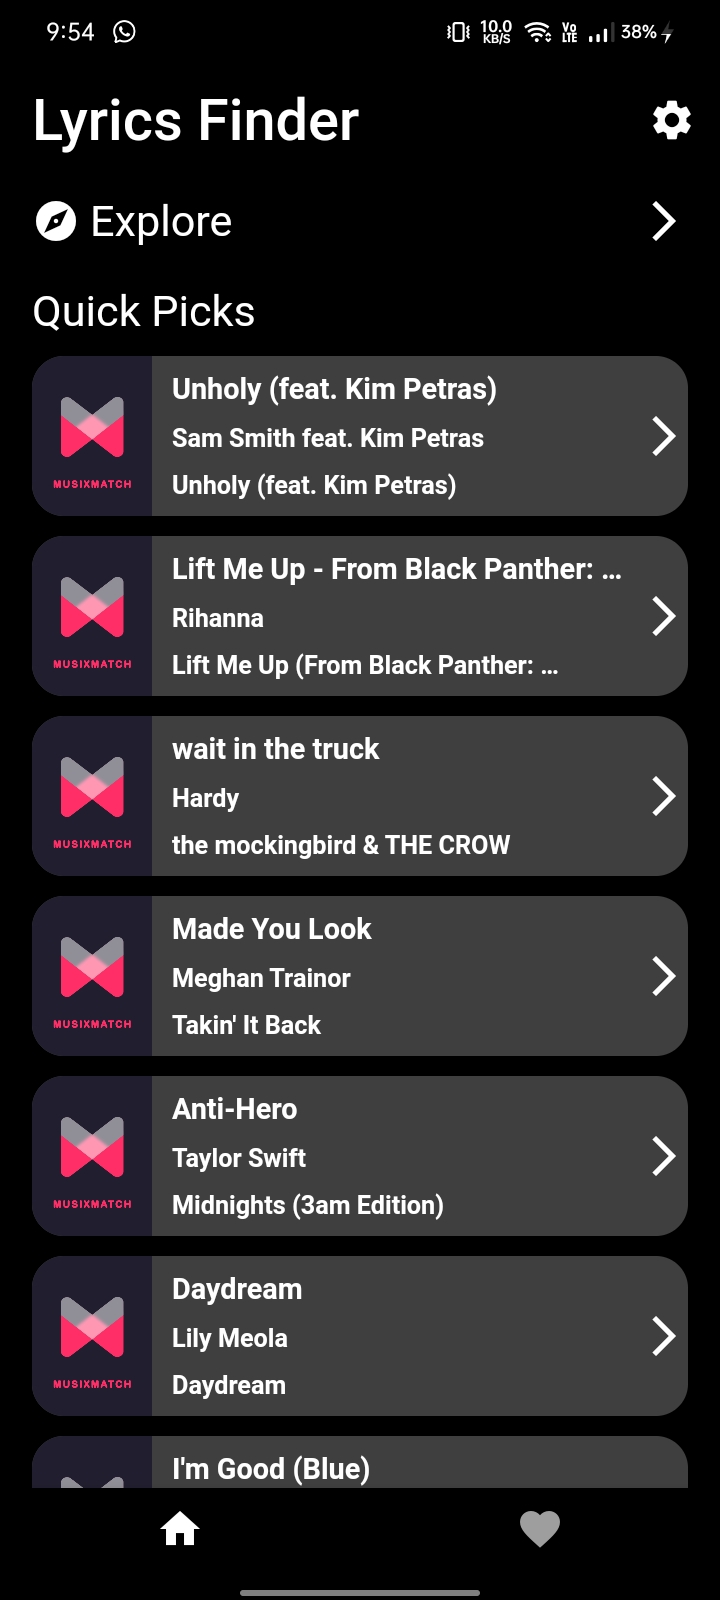 9:54
10.0 KB/S
Vo LTE
38%
Lyrics Finder
Explore
Quick Picks
Unholy (feat. Kim Petras)
Sam Smith feat. Kim Petras
Unholy (feat. Kim Petras)
MUSIXMATCH
Lift Me Up - From Black Panther: ...
Rihanna
Lift Me Up (From Black Panther: ...
MUSIXMATCH
wait in the truck
Hardy
the mockingbird & THE CROW
MUSIXMATCH
Made You Look
Meghan Trainor
Takin' It Back
MUSIXMATCH
Anti-Hero
Taylor Swift
Midnights (3am Edition)
MUSIXMATCH
Daydream
Lily Meola
Daydream
MUSIXMATCH
I'm Good (Blue)